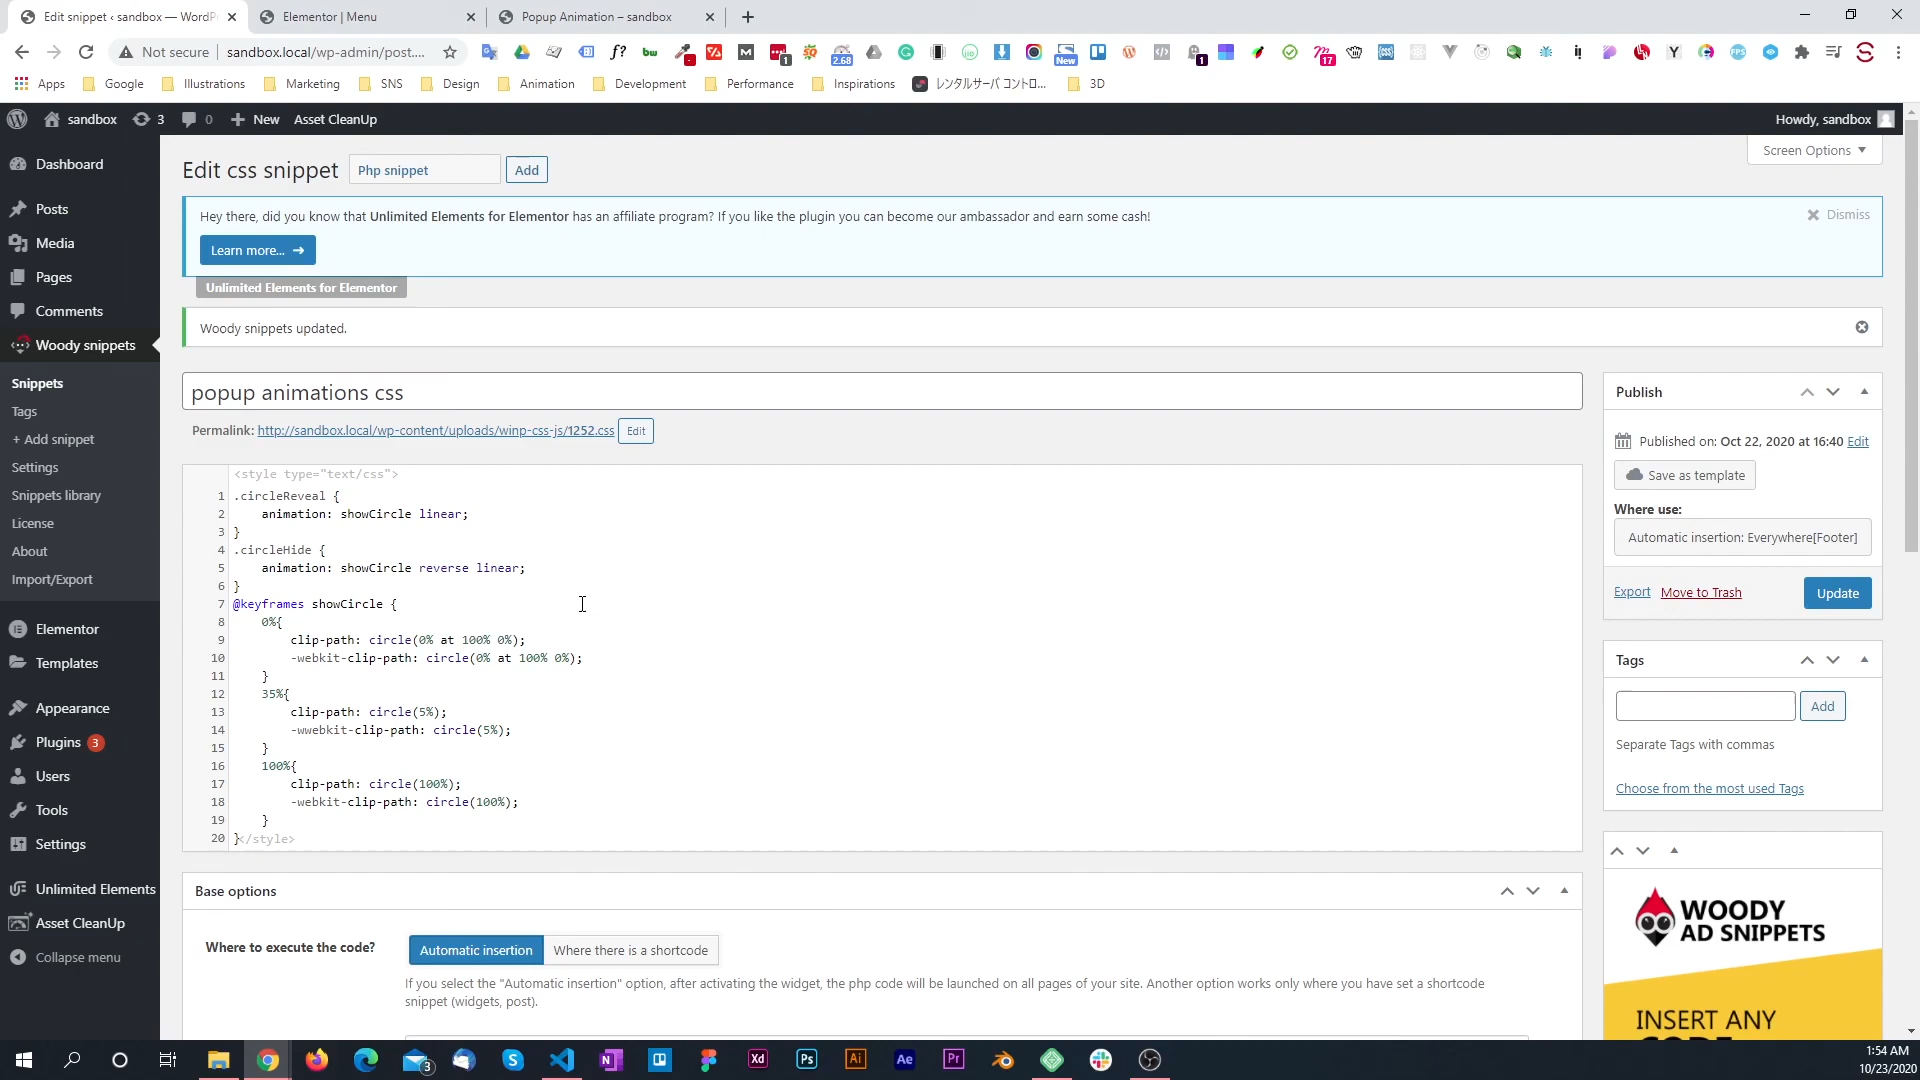 Edit snippet ‹ sandbox — WordP
Elementor | Menu
Popup Animation – sandbox
Not secure
sandbox.local/wp-admin/post....
f?
bw
M
1
2.68
New
1
17
FPS
Y
Apps
Google
Illustrations
Marketing
SNS
Design
Animation
Development
Performance
Inspirations
レンタルサーバ コントロ...
3D
sandbox
3
0
New
Asset CleanUp
Howdy, sandbox
Dashboard
Posts
Media
Pages
Comments
Woody snippets
Snippets
Tags
+ Add snippet
Settings
Snippets library
License
About
Import/Export
Elementor
Templates
Appearance
Plugins 3
Users
Tools
Settings
Unlimited Elements
Asset CleanUp
Collapse menu
Screen Options
Edit css snippet
Php snippet
Add
Hey there, did you know that Unlimited Elements for Elementor has an affiliate program? If you like the plugin you can become our ambassador and earn some cash!
Dismiss
Learn more...
Unlimited Elements for Elementor
Woody snippets updated.
popup animations css
Permalink: http://sandbox.local/wp-content/uploads/winp-css-js/1252.css
Edit
<style type="text/css">
1 .circleReveal {
2 animation: showCircle linear;
3 }
4 .circleHide {
5 animation: showCircle reverse linear;
6 }
7 @keyframes showCircle {
8 0%{
9 clip-path: circle(0% at 100% 0%);
10 -webkit-clip-path: circle(0% at 100% 0%);
11 }
12 35%{
13 clip-path: circle(5%);
14 -wwebkit-clip-path: circle(5%);
15 }
16 100%{
17 clip-path: circle(100%);
18 -webkit-clip-path: circle(100%);
19 }
20 }</style>
Base options
Where to execute the code?
Automatic insertion
Where there is a shortcode
If you select the "Automatic insertion" option, after activating the widget, the php code will be launched on all pages of your site. Another option works only where you have set a shortcode
snippet (widgets, post).
Publish
Published on: Oct 22, 2020 at 16:40 Edit
Save as template
Where use:
Automatic insertion: Everywhere[Footer]
Export
Move to Trash
Update
Tags
Add
Separate Tags with commas
Choose from the most used Tags
WOODY
AD SNIPPETS
INSERT ANY
3
Xd
Ps
Ai
Ae
Pr
1:54 AM
10/23/2020